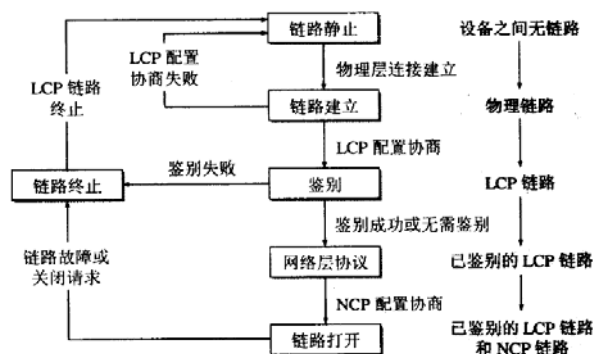 链路静止
设备之间无链路
LCP 配置
协商失败
物理层连接建立
LCP 链路
终止
链路建立
物理链路
LCP 配置协商
鉴别失败
链路终止
鉴别
LCP 链路
鉴别成功或无需鉴别
链路故障或
关闭请求
网络层协议
已鉴别的 LCP 链路
NCP 配置协商
链路打开
已鉴别的 LCP 链路
和 NCP 链路